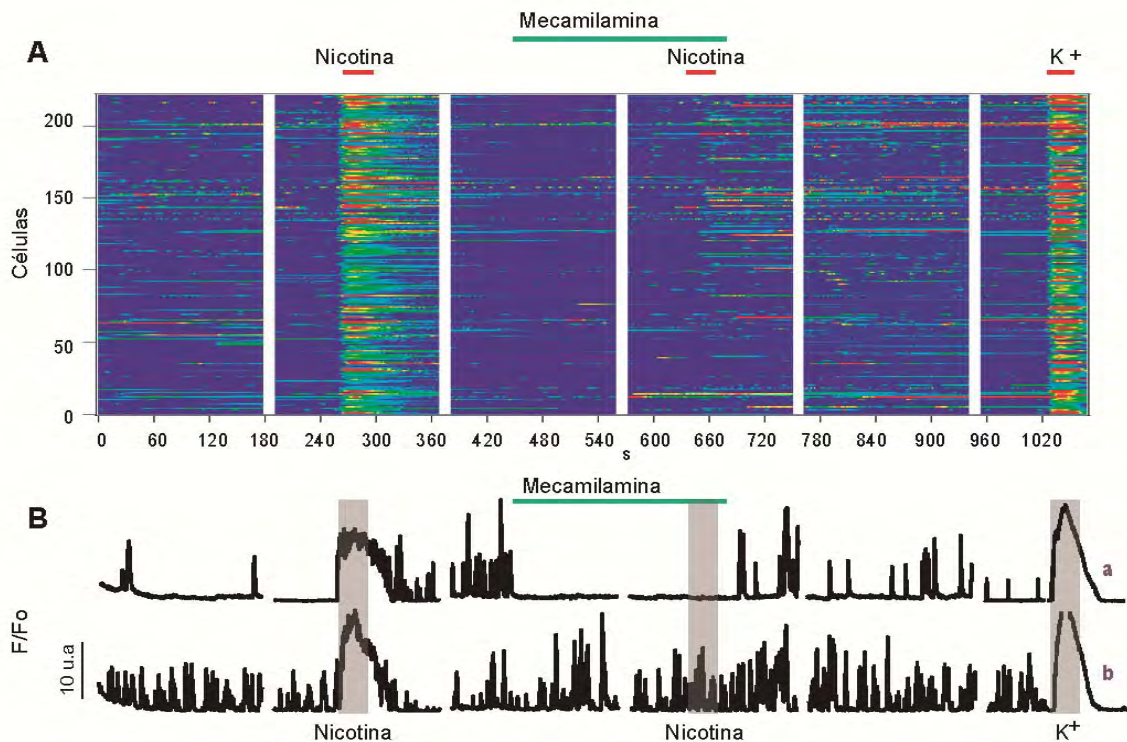 Mecamilamina
A
Nicotina
Nicotina
K +
Células
200
150
100
50
0
0 60 120 180 240 300 360 420 480 540 600 660 720 780 840 900 960 1020
s
Mecamilamina
B
a
F/Fo
10 u.a
b
Nicotina
Nicotina
K+